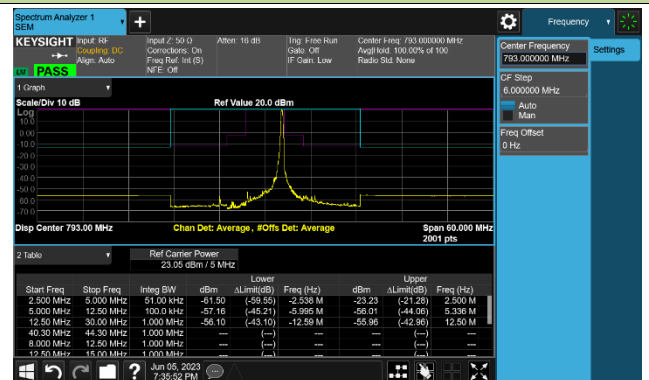 Spectrum Analyzer 1
SEM
Frequency
KEYSIGHT
Input: RF
Coupling: DC
Align: Auto
Input Z: 50 Ω
Corrections: On
Freq Ref: Int (S)
NFE: Off
Atten: 16 dB
Trig: Free Run
Gate: Off
IF Gain: Low
Center Freq: 793.000000 MHz
Avg|Hold: 100.00% of 100
Radio Std: None
PASS
Center Frequency
793.000000 MHz
Settings
CF Step
6.000000 MHz
Auto
Man
Freq Offset
0 Hz
1 Graph
Scale/Div 10 dB
Ref Value 20.0 dBm
Log
10.0
0.00
-10.0
-20.0
-30.0
-40.0
-50.0
-60.0
-70.0
Disp Center 793.00 MHz
Chan Det: Average, #Offs Det: Average
Span 60.000 MHz
2001 pts
2 Table
Ref Carrier Power
23.05 dBm / 5 MHz
Lower Upper
Start Freq Stop Freq Integ BW dBm ΔLimit(dB) Freq (Hz) dBm ΔLimit(dB) Freq (Hz)
2.500 MHz 5.000 MHz 51.00 kHz -61.50 (-59.55) -2.538 M -23.23 (-21.28) 2.500 M
5.000 MHz 12.50 MHz 100.0 kHz -57.16 (-45.21) -5.995 M -56.01 (-44.06) 5.336 M
12.50 MHz 30.00 MHz 1.000 MHz -56.10 (-43.10) -12.59 M -55.96 (-42.96) 12.50 M
40.30 MHz 44.30 MHz 1.000 MHz --- (---) --- --- (---) ---
8.000 MHz 12.50 MHz 1.000 MHz --- (---) --- --- (---) ---
12.50 MHz 15.00 MHz 1.000 MHz --- (---) --- --- (---) ---
Jun 05, 2023
7:35:52 PM